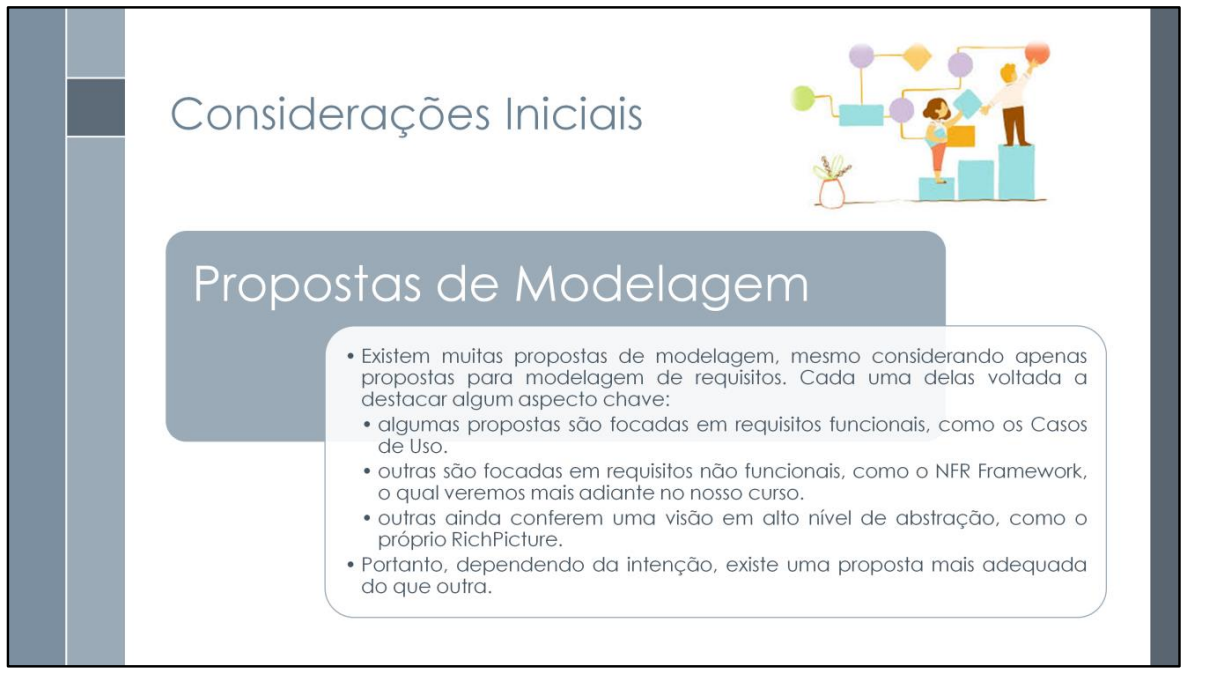 Considerações Iniciais
Propostas de Modelagem
• Existem muitas propostas de modelagem, mesmo considerando apenas
propostas para modelagem de requisitos. Cada uma delas voltada a
destacar algum aspecto chave:
• algumas propostas são focadas em requisitos funcionais, como os Casos
de Uso.
• outras são focadas em requisitos não funcionais, como o NFR Framework,
o qual veremos mais adiante no nosso curso.
• outras ainda conferem uma visão em alto nível de abstração, como o
próprio RichPicture.
• Portanto, dependendo da intenção, existe uma proposta mais adequada
do que outra.